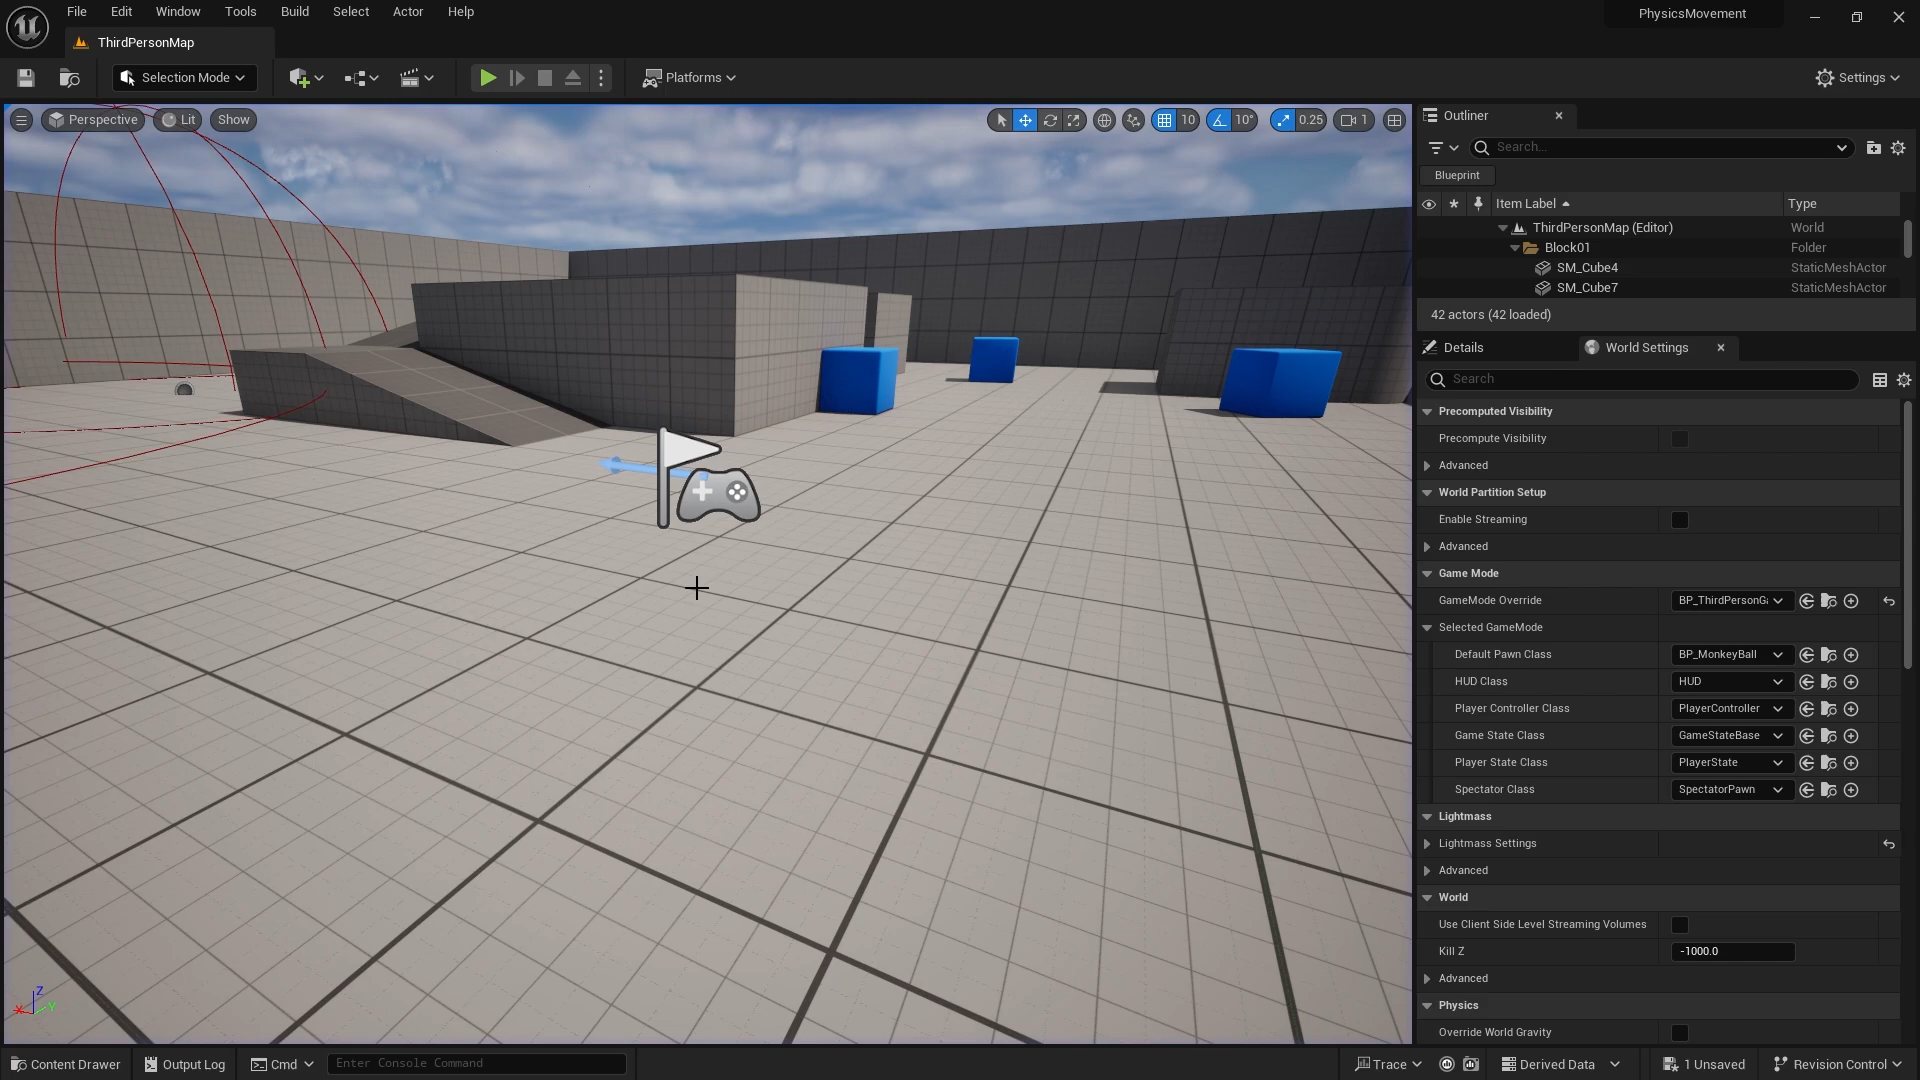 File Edit Window Tools Build Select Actor Help
PhysicsMovement
ThirdPersonMap
Selection Mode
Platforms
Settings
Perspective Lit Show
10 10° 0.25 1
Outliner
Search...
Blueprint
Item Label Type
ThirdPersonMap (Editor) World
Block01 Folder
SM_Cube4 StaticMeshActor
SM_Cube7 StaticMeshActor
42 actors (42 loaded)
Details World Settings
Search
Precomputed Visibility
Precompute Visibility
Advanced
World Partition Setup
Enable Streaming
Advanced
Game Mode
GameMode Override BP_ThirdPersonGa
Selected GameMode
Default Pawn Class BP_MonkeyBall
HUD Class HUD
Player Controller Class PlayerController
Game State Class GameStateBase
Player State Class PlayerState
Spectator Class SpectatorPawn
Lightmass
Lightmass Settings
Advanced
World
Use Client Side Level Streaming Volumes
Kill Z -1000.0
Advanced
Physics
Override World Gravity
Z
X Y
Content Drawer Output Log Cmd Enter Console Command Trace Derived Data 1 Unsaved Revision Control